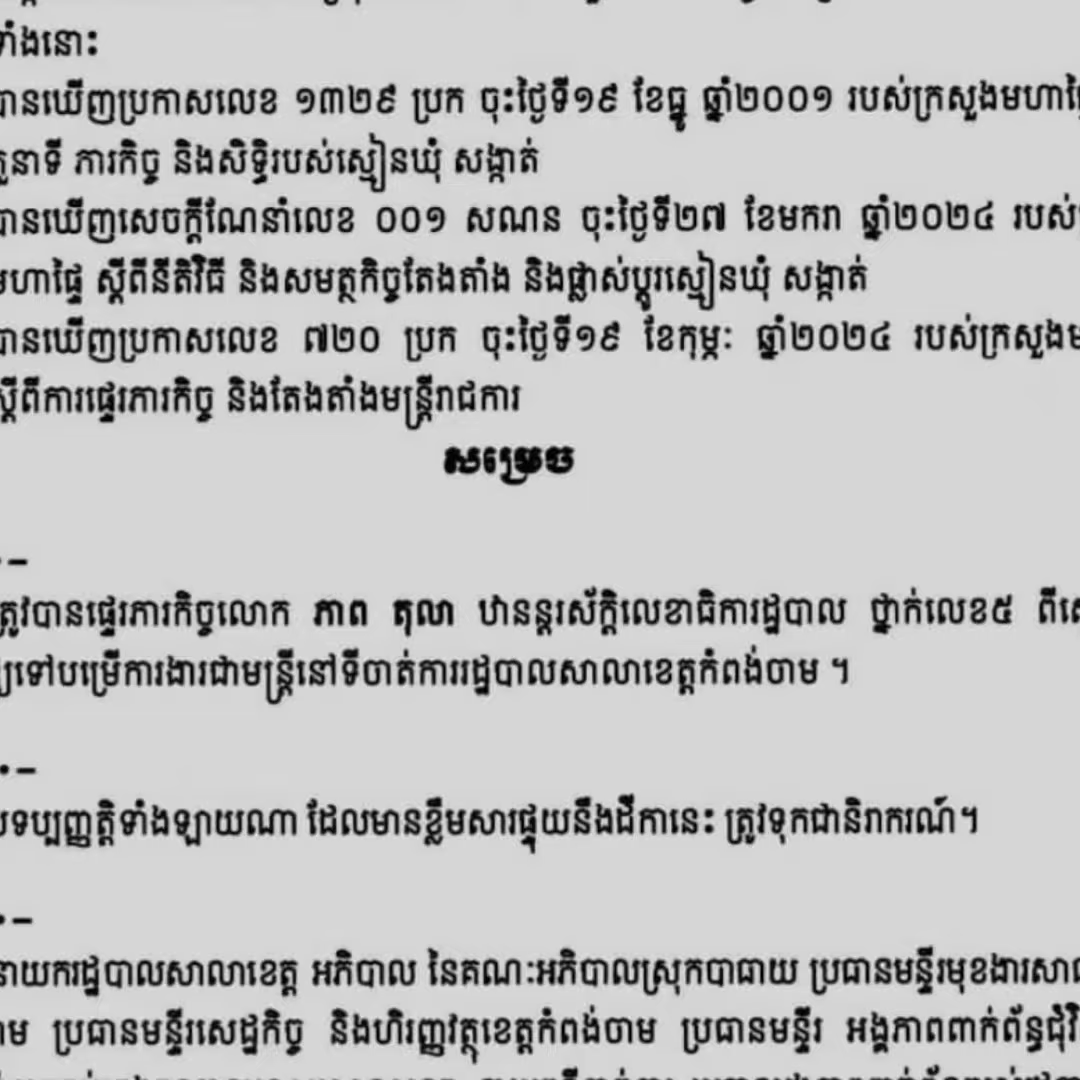 ទាំងនោះ
បានឃើញប្រកាសលេខ ១៣២៩ ប្រក ចុះថ្ងៃទី១៩ ខែធ្នូ ឆ្នាំ២០០១ របស់ក្រសួងមហាផ្ទៃ
តួនាទី ភារកិច្ច និងសិទ្ធិរបស់ស្មៀនឃុំ សង្កាត់
បានឃើញសេចក្តីណែនាំលេខ ០០១ សណន ចុះថ្ងៃទី២៧ ខែមករា ឆ្នាំ២០២៤ របស់
មហាផ្ទៃ ស្តីពីនីតិវិធី និងសមត្ថកិច្ចតែងតាំង និងផ្លាស់ប្តូរស្មៀនឃុំ សង្កាត់
បានឃើញប្រកាសលេខ ៧២០ ប្រក ចុះថ្ងៃទី១៩ ខែកុម្ភៈ ឆ្នាំ២០២៤ របស់ក្រសួងម
ស្តីពីការផ្ទេរភារកិច្ច និងតែងតាំងមន្ត្រីរាជការ
សម្រេច
ត្រូវបានផ្ទេរភារកិច្ចលោក ភាព តុលា ឋានន្តរស័ក្តិលេខាធិការរដ្ឋបាល ថ្នាក់លេខ៥ ពី
ឱ្យទៅបម្រើការងារជាមន្ត្រីនៅទីចាត់ការរដ្ឋបាលសាលាខេត្តកំពង់ចាម ។
បទប្បញ្ញត្តិទាំងឡាយណា ដែលមានខ្លឹមសារផ្ទុយនឹងដីកានេះ ត្រូវទុកជានិរាករណ៍។
នាយករដ្ឋបាលសាលាខេត្ត អភិបាល នៃគណៈអភិបាលស្រុកបាធាយ ប្រធានមន្ទីរមុខងារសាធា
ចាម ប្រធានមន្ទីរសេដ្ឋកិច្ច និងហិរញ្ញវត្ថុខេត្តកំពង់ចាម ប្រធានមន្ទីរ អង្គភាពពាក់ព័ន្ធជុំវិ